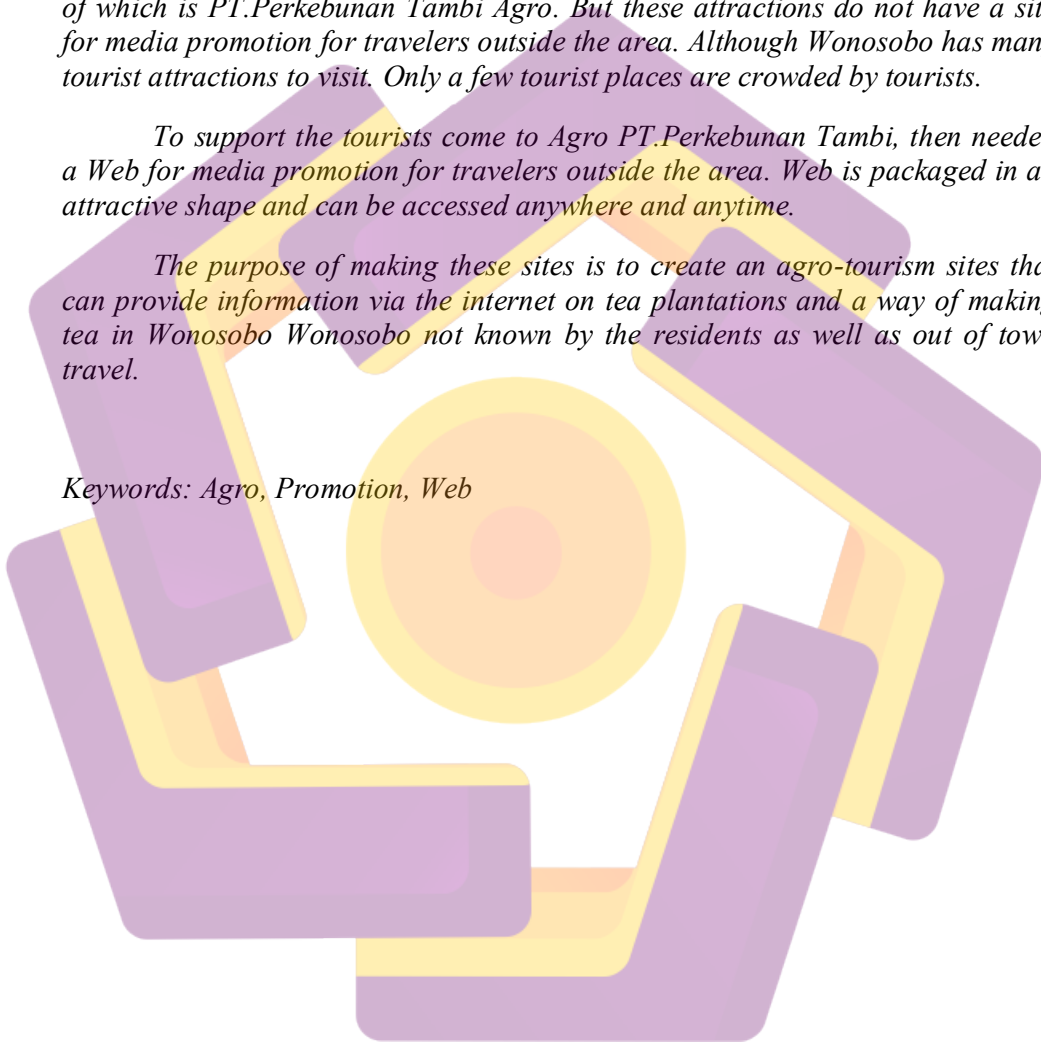 of which is PT.Perkebunan Tambi Agro. But these attractions do not have a sit
for media promotion for travelers outside the area. Although Wonosobo has man
tourist attractions to visit. Only a few tourist places are crowded by tourists.
To support the tourists come to Agro PT.Perkebunan Tambi, then neede
a Web for media promotion for travelers outside the area. Web is packaged in a
attractive shape and can be accessed anywhere and anytime.
The purpose of making these sites is to create an agro-tourism sites tha
can provide information via the internet on tea plantations and a way of making
tea in Wonosobo Wonosobo not known by the residents as well as out of tow
travel.
Keywords: Agro, Promotion, Web